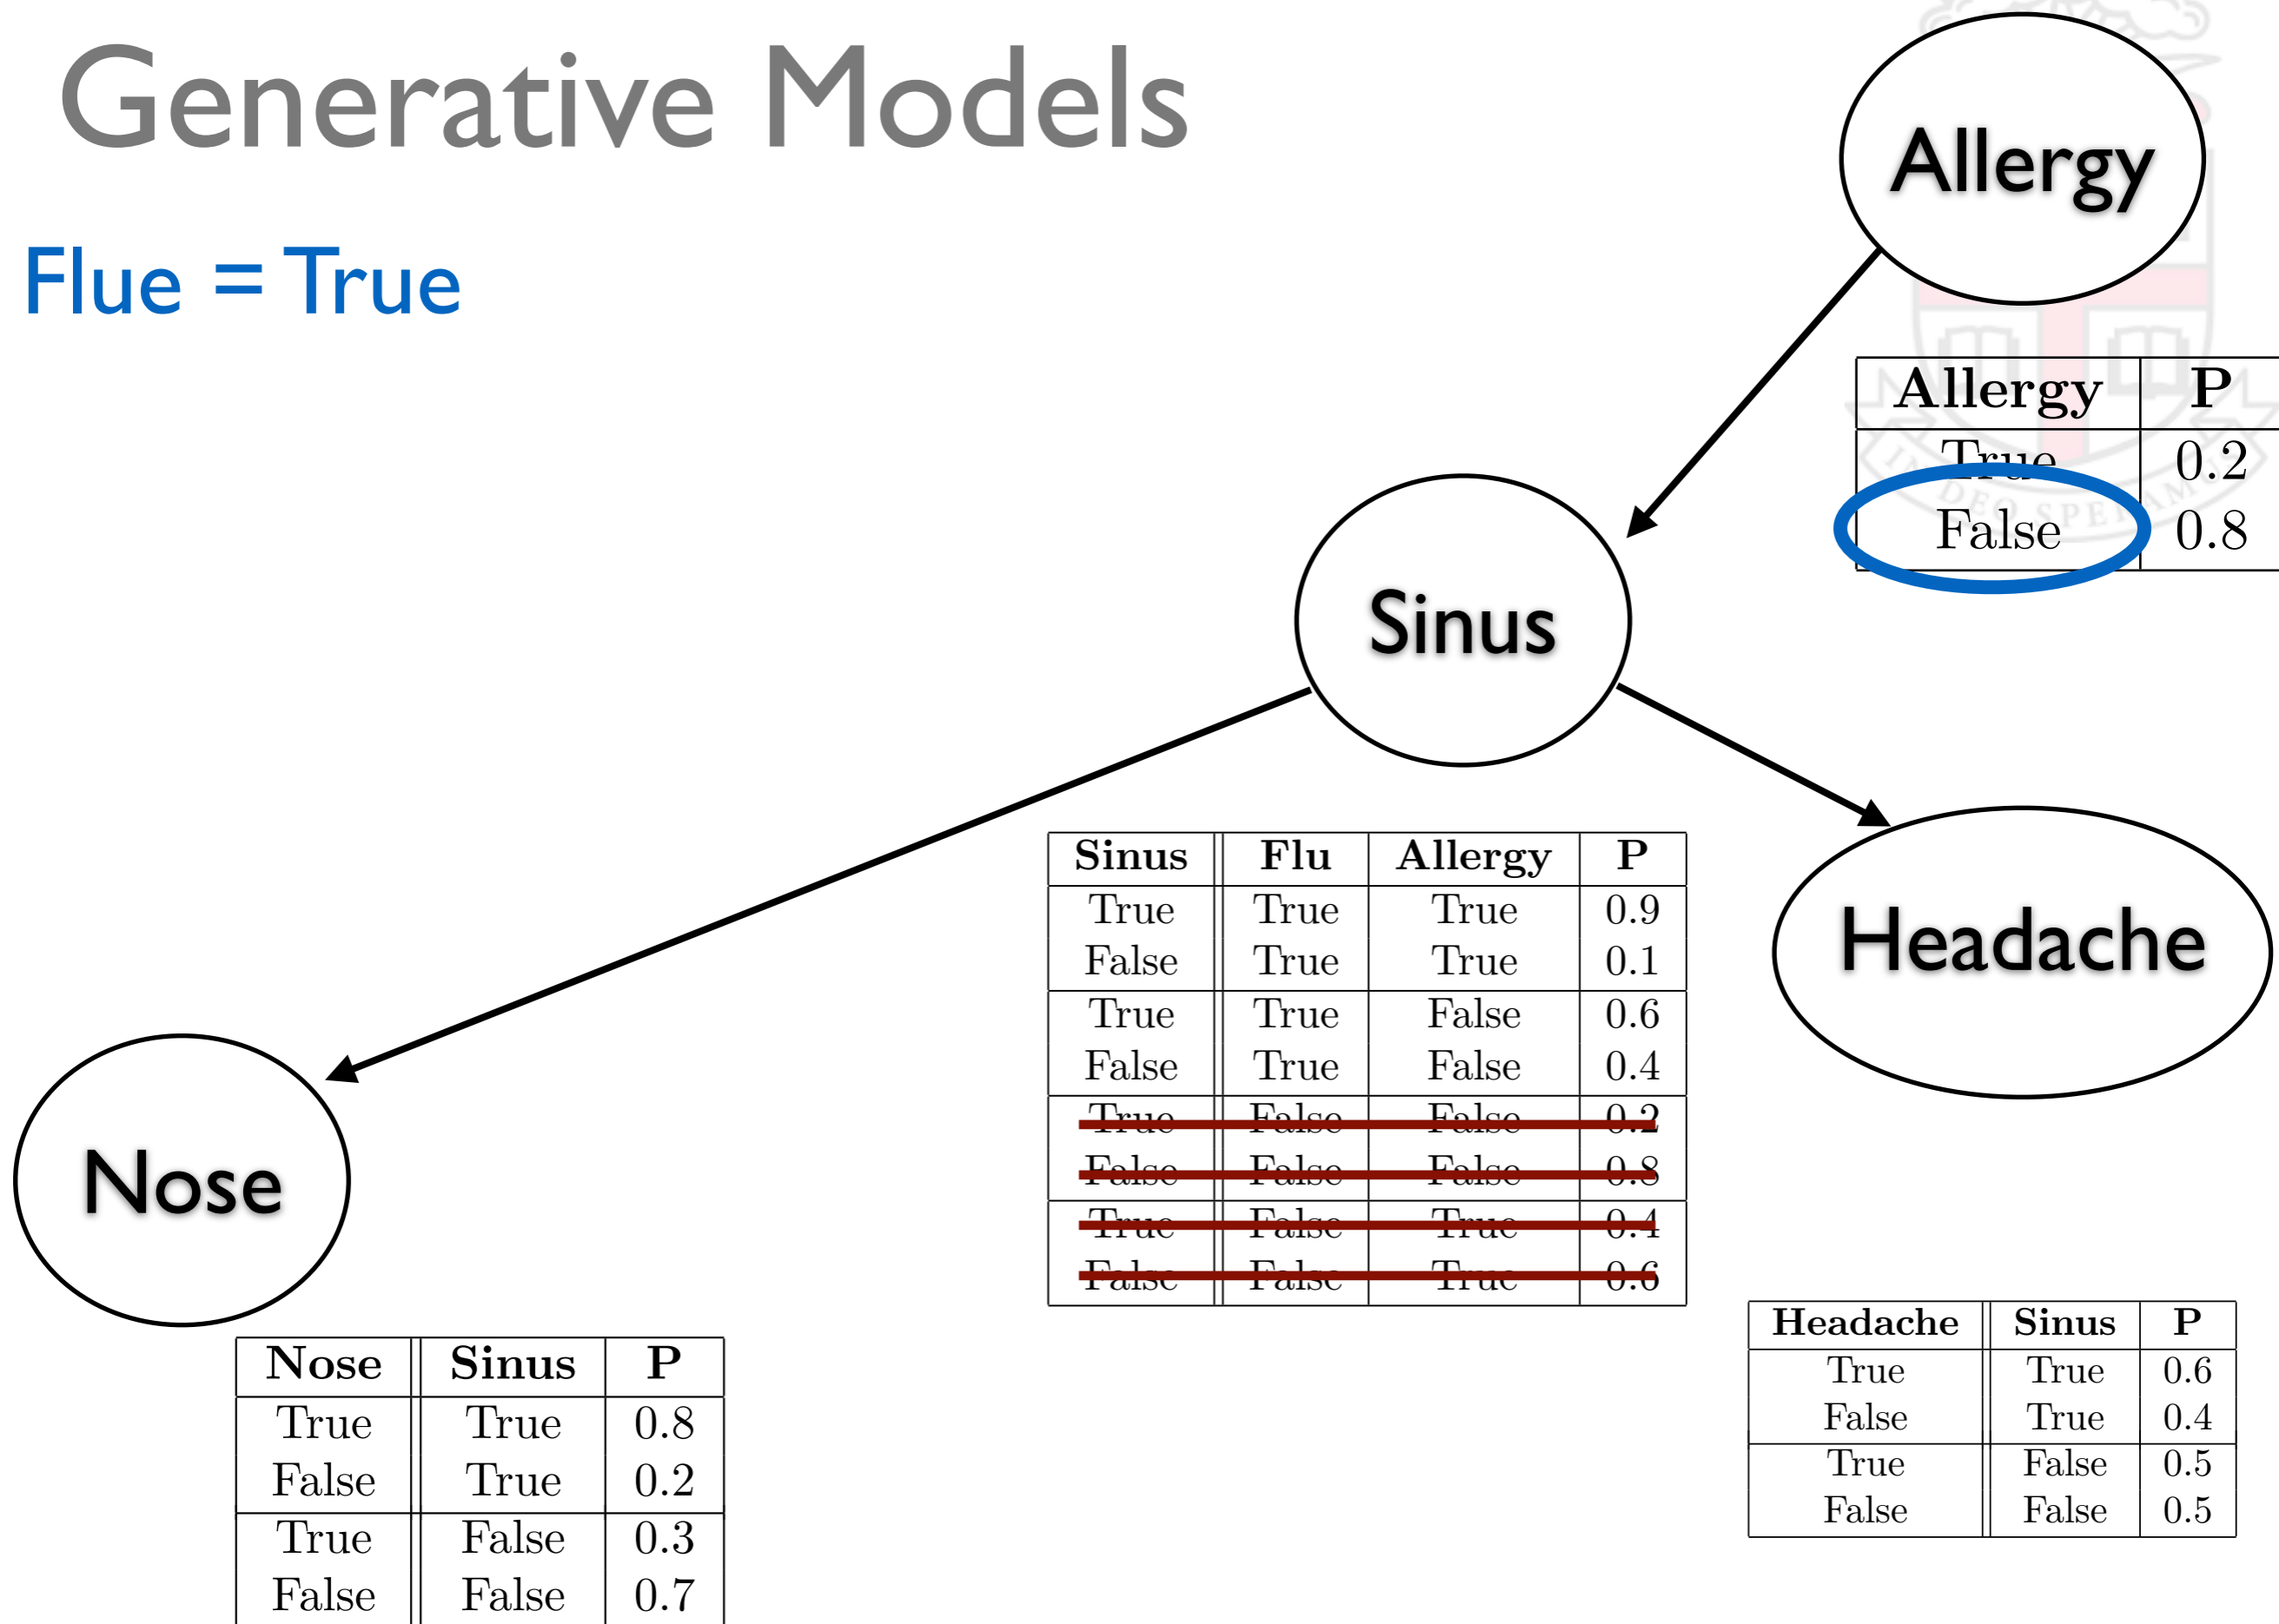 Generative Models
Flue = True
Allergy
Allergy P
True 0.2
False 0.8
Sinus
Sinus Flu Allergy P
True True True 0.9
False True True 0.1
True True False 0.6
False True False 0.4
True False False 0.2
False False False 0.8
True False True 0.4
False False True 0.6
Headache
Headache Sinus P
True True 0.6
False True 0.4
True False 0.5
False False 0.5
Nose
Nose Sinus P
True True 0.8
False True 0.2
True False 0.3
False False 0.7